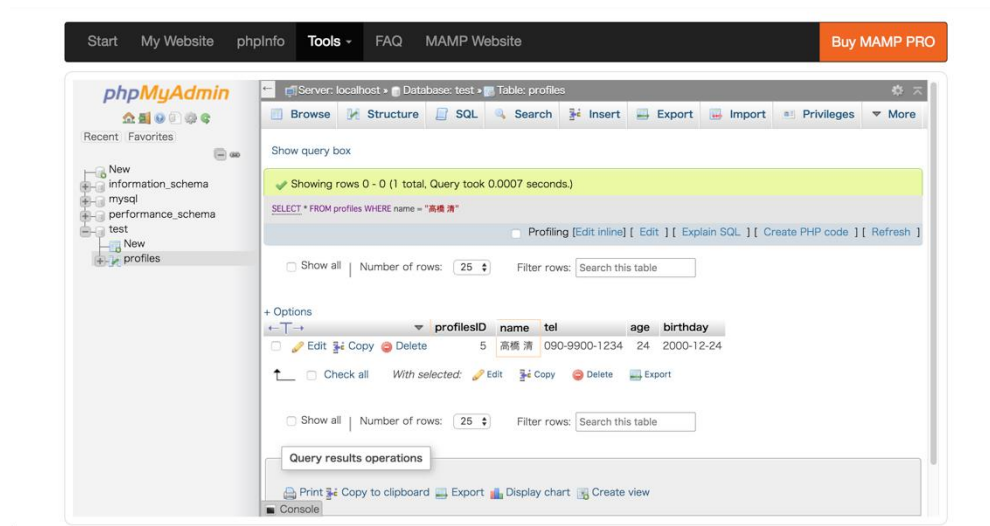 Start My Website phpInfo Tools FAQ MAMP Website Buy MAMP PRO
phpMyAdmin
Recent Favorites
New
information_schema
mysql
performance_schema
test
New
profiles
Server: localhost » Database: test » Table: profiles
Browse Structure SQL Search Insert Export Import Privileges More
Show query box
Showing rows 0 - 0 (1 total, Query took 0.0007 seconds.)
SELECT * FROM profiles WHERE name = "高橋 清"
Profiling [Edit inline] [ Edit ] [ Explain SQL ] [ Create PHP code ] [ Refresh ]
Show all | Number of rows: 25 Filter rows: Search this table
+ Options
←T→ profilesID name tel age birthday
Edit Copy Delete 5 高橋 清 090-9900-1234 24 2000-12-24
Check all With selected: Edit Copy Delete Export
Show all | Number of rows: 25 Filter rows: Search this table
Query results operations
Print Copy to clipboard Export Display chart Create view
Console